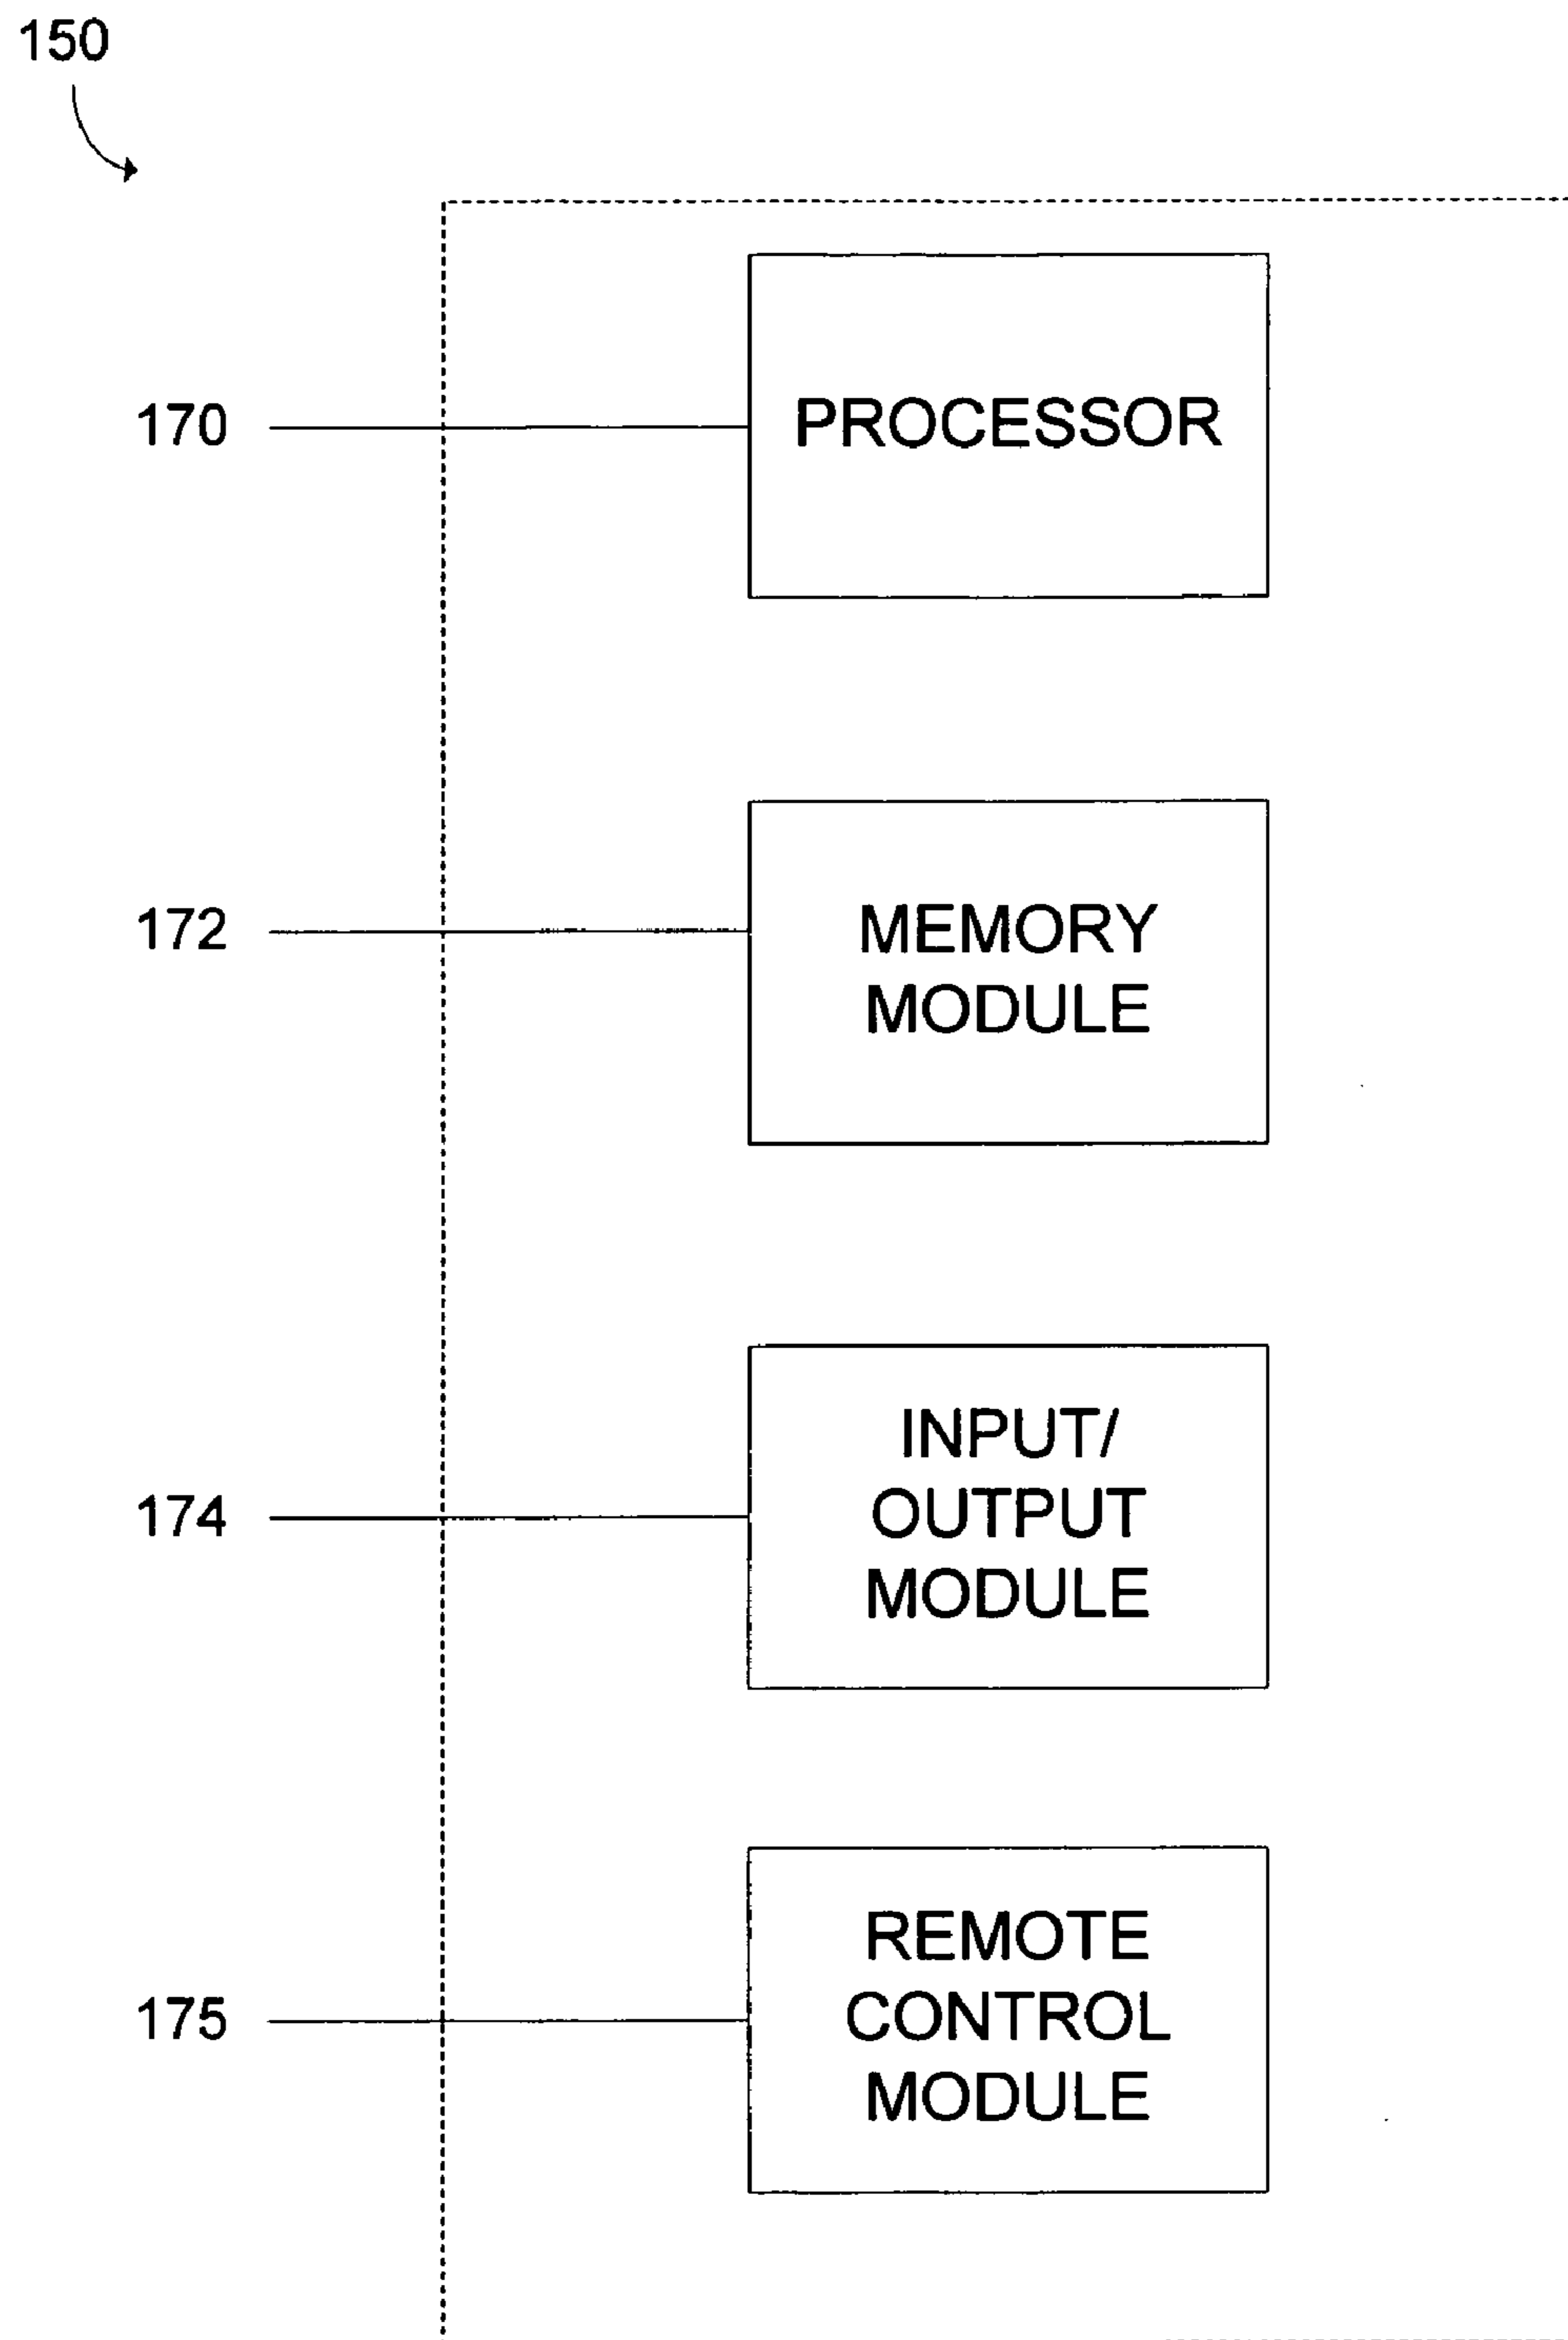 150
170
PROCESSOR
172
MEMORY
MODULE
174
INPUT/
OUTPUT
MODULE
175
REMOTE
CONTROL
MODULE